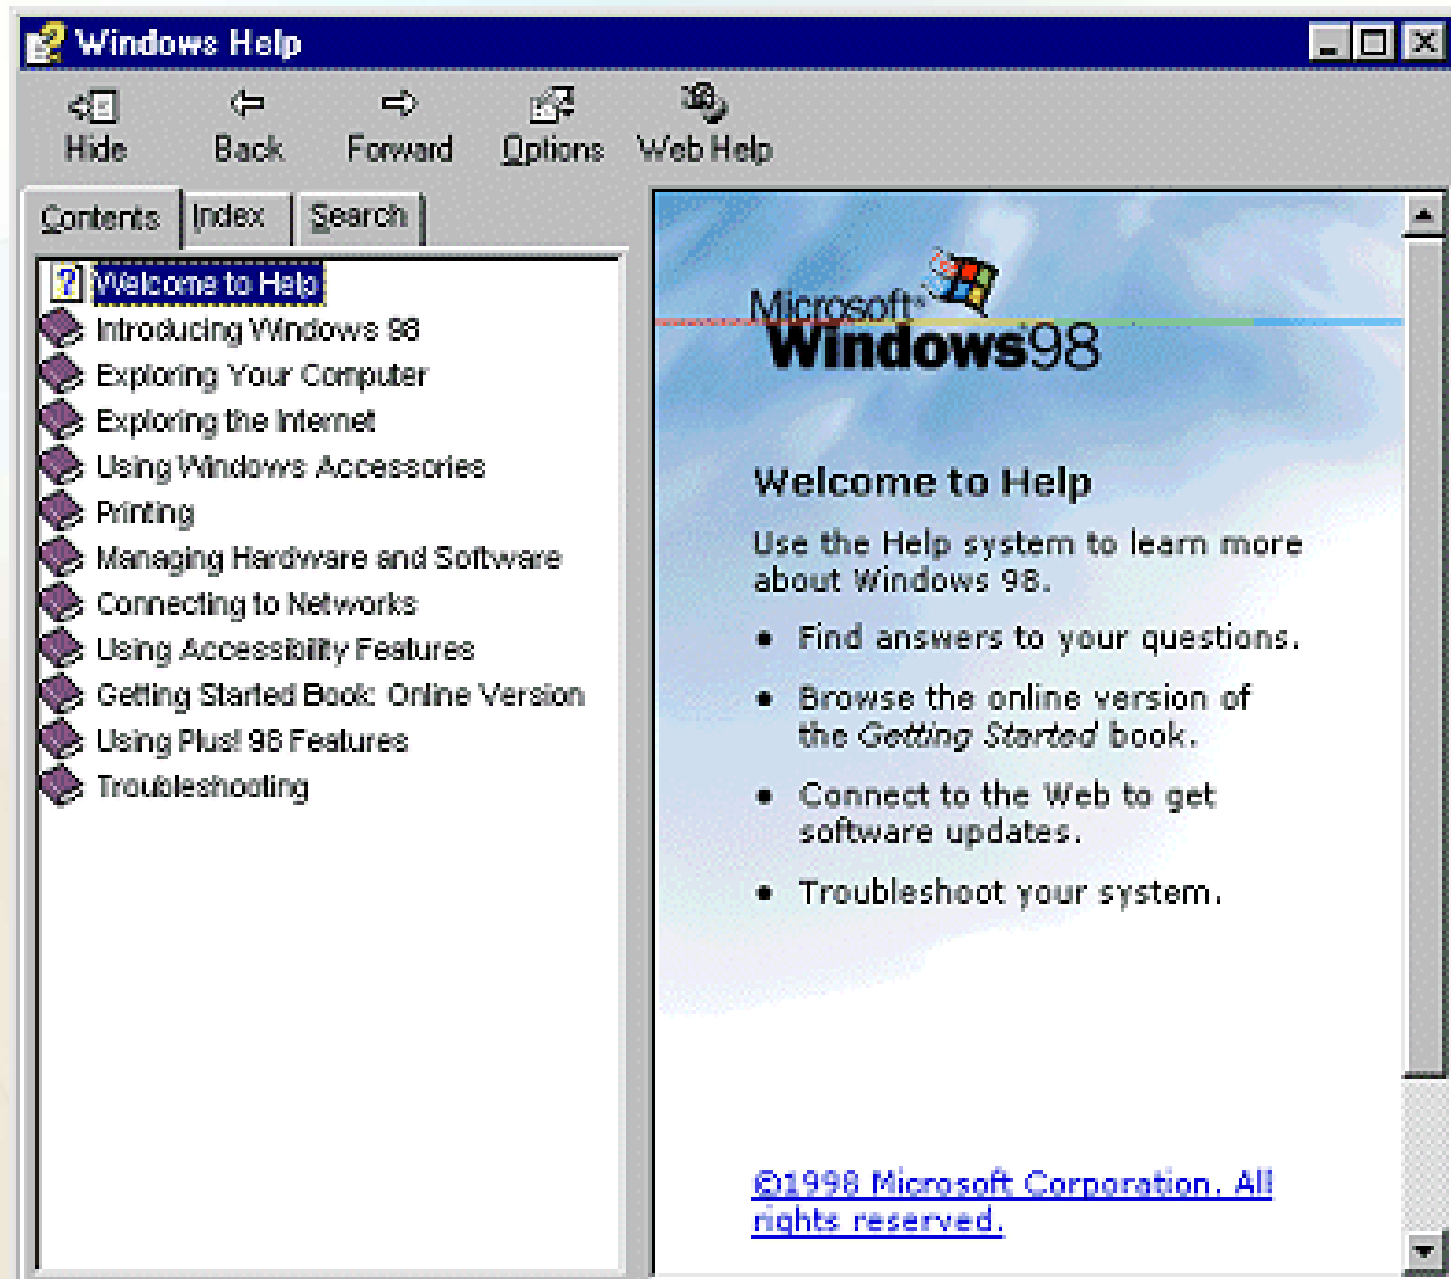 Windows Help
Hide Back Forward Options Web Help
Contents Index Search
Welcome to Help
Introducing Windows 98
Exploring Your Computer
Exploring the Internet
Using Windows Accessories
Printing
Managing Hardware and Software
Connecting to Networks
Using Accessibility Features
Getting Started Book: Online Version
Using Plus! 98 Features
Troubleshooting
Microsoft®
Windows98
Welcome to Help
Use the Help system to learn more
about Windows 98.
• Find answers to your questions.
• Browse the online version of
the Getting Started book.
• Connect to the Web to get
software updates.
• Troubleshoot your system.
©1998 Microsoft Corporation. All
rights reserved.